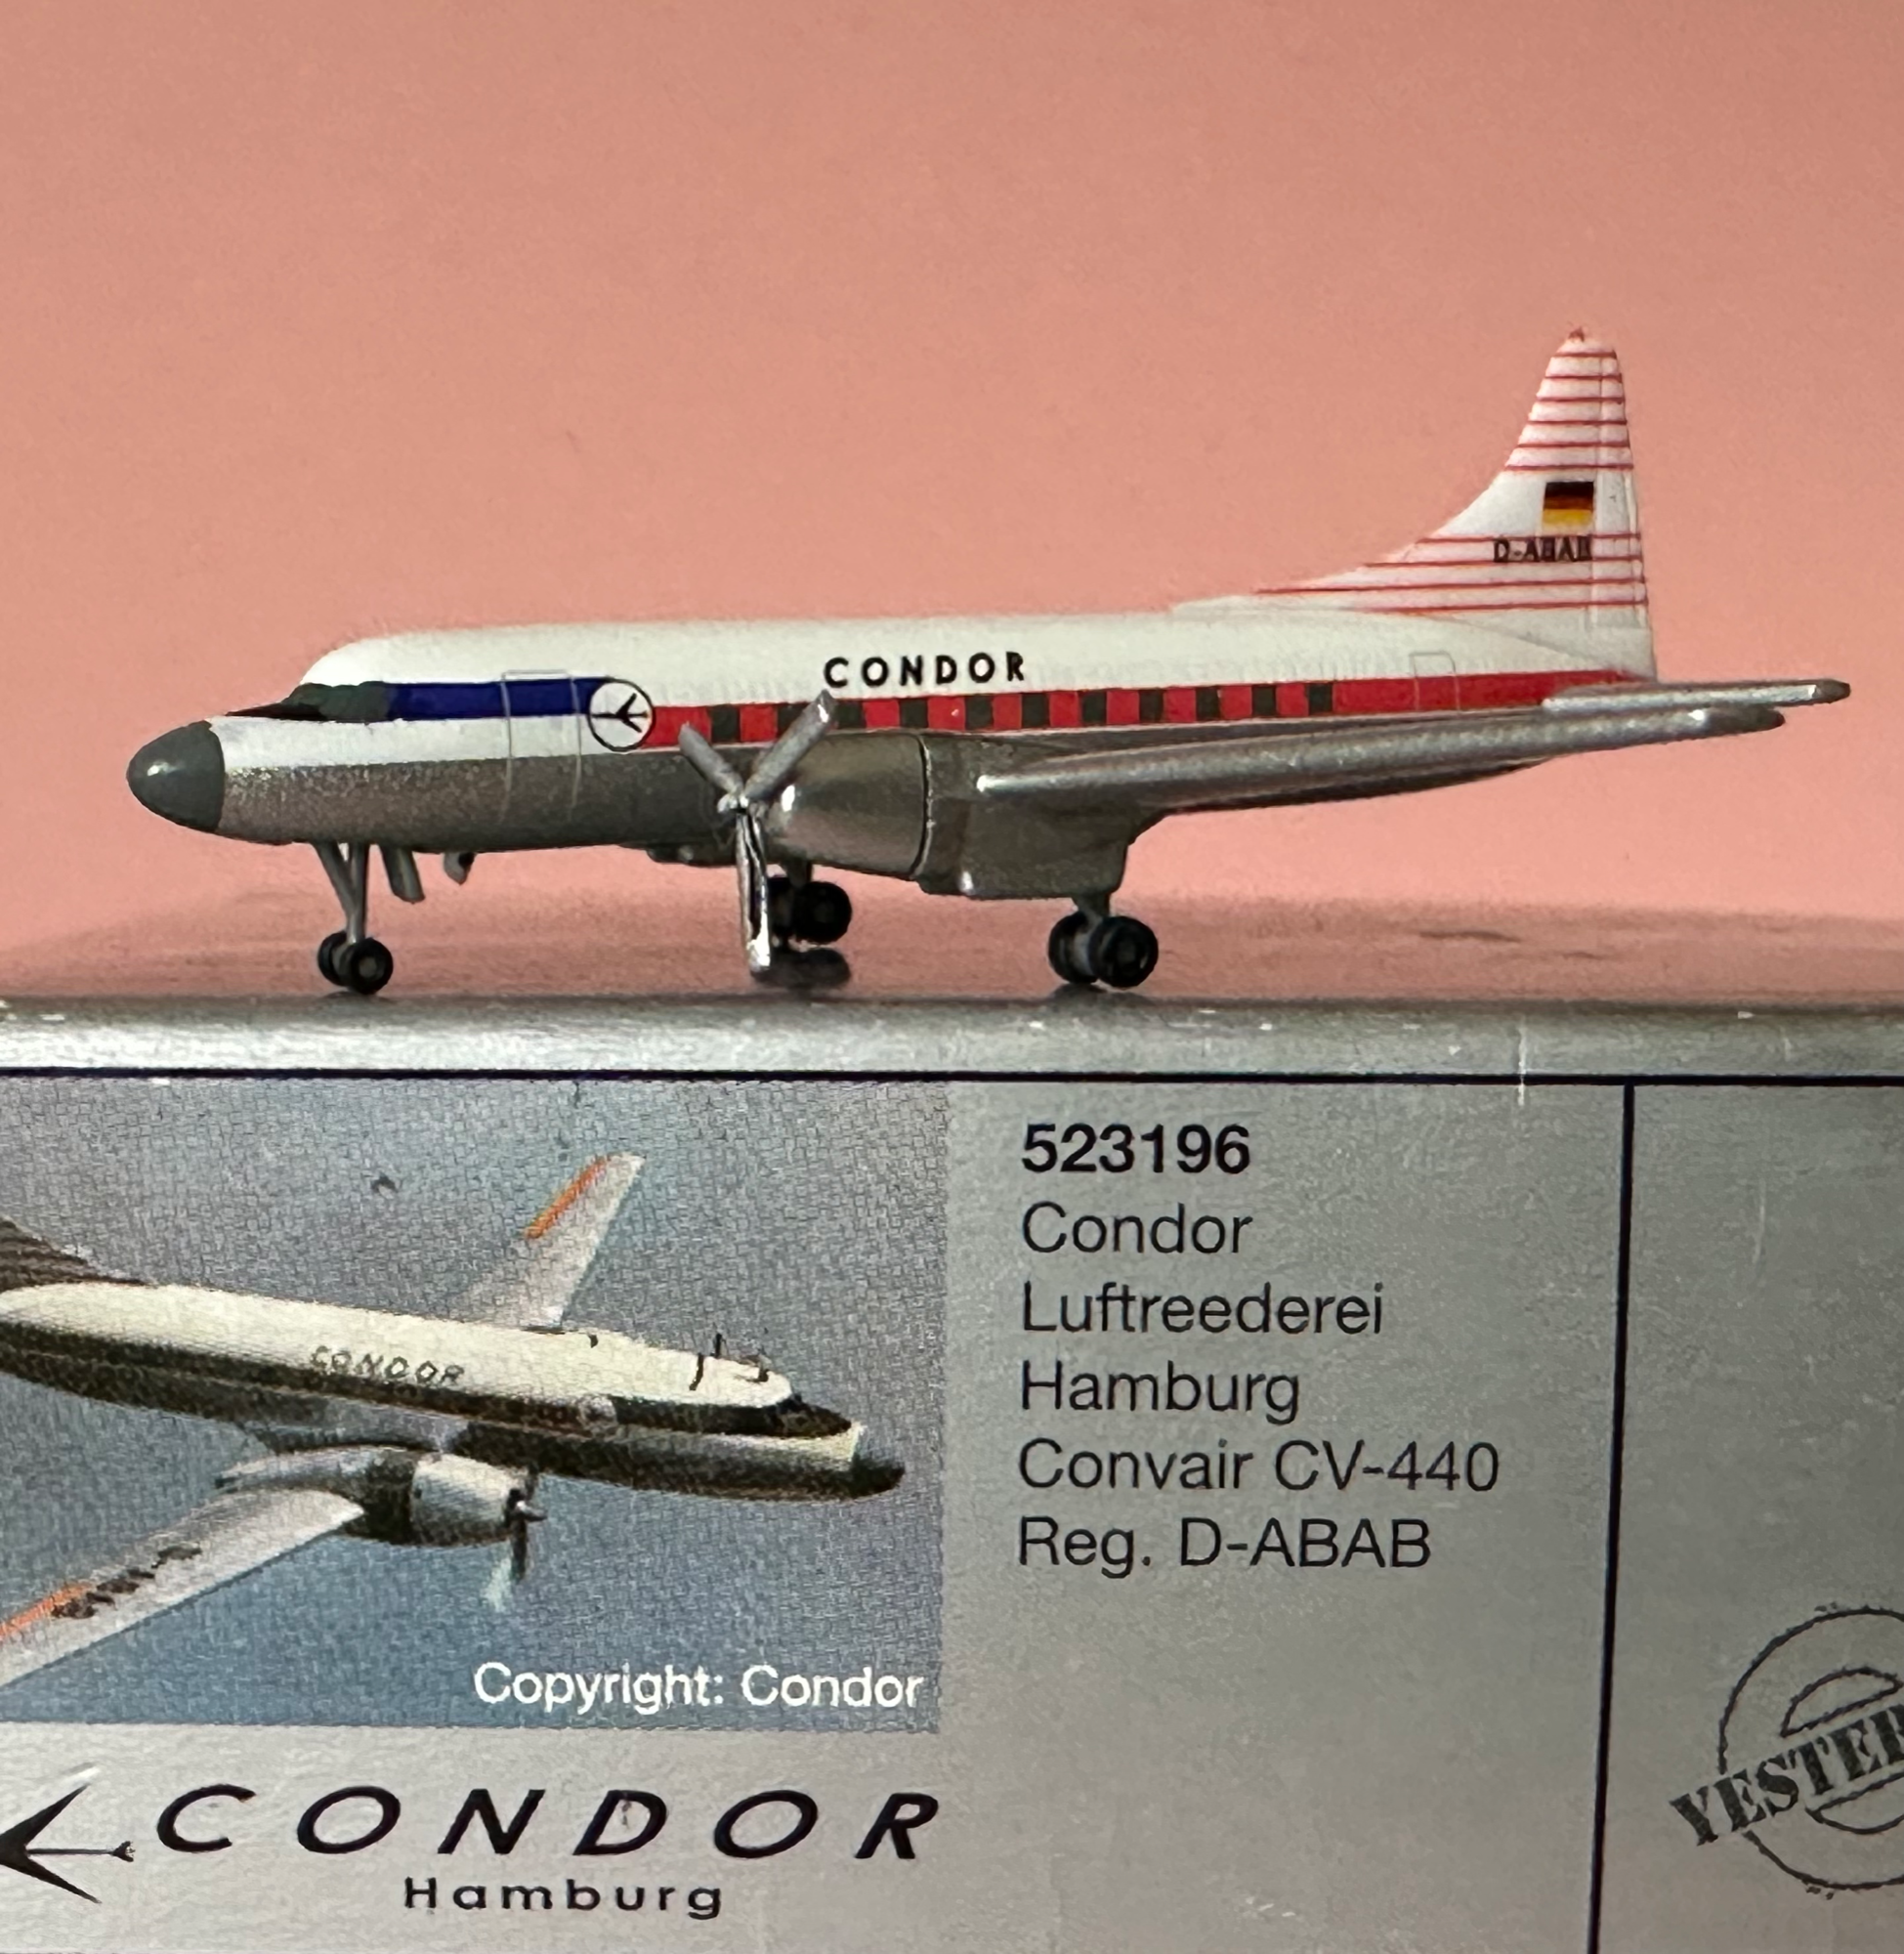 CONDOR
D-ABAB
523196
Condor
Luftreederei
Hamburg
Convair CV-440
Reg. D-ABAB
CONDOR
Copyright: Condor
CONDOR
Hamburg